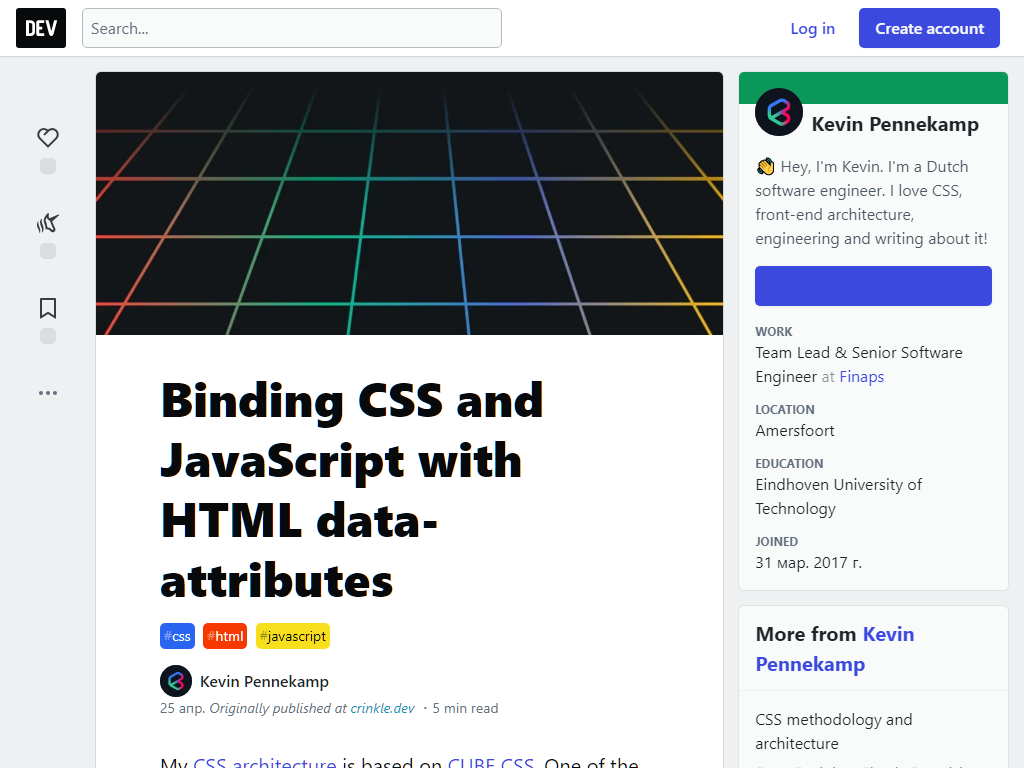 DEV
Search...
Log in
Create account
Kevin Pennekamp
👋 Hey, I'm Kevin. I'm a Dutch
software engineer. I love CSS,
front-end architecture,
engineering and writing about it!
WORK
Team Lead & Senior Software
Engineer at Finaps
LOCATION
Amersfoort
EDUCATION
Eindhoven University of
Technology
JOINED
31 мар. 2017 г.
More from Kevin
Pennekamp
CSS methodology and
architecture
Binding CSS and
JavaScript with
HTML data-
attributes
#css #html #javascript
Kevin Pennekamp
25 апр. Originally published at crinkle.dev ・5 min read
My CSS architecture is based on CUBE CSS. One of the